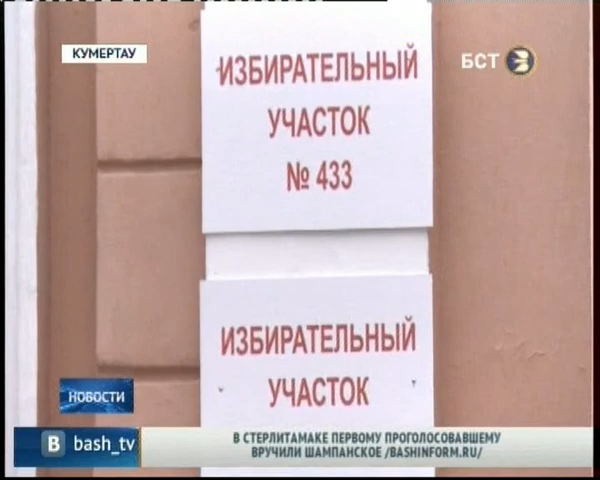 КУМЕРТАУ
БСТ
ИЗБИРАТЕЛЬНЫЙ
УЧАСТОК
№ 433
ИЗБИРАТЕЛЬНЫЙ
УЧАСТОК
НОВОСТИ
B bash_tv
В СТЕРЛИТАМАКЕ ПЕРВОМУ ПРОГОЛОСОВАВШЕМУ
ВРУЧИЛИ ШАМПАНСКОЕ /BASHINFORM.RU/